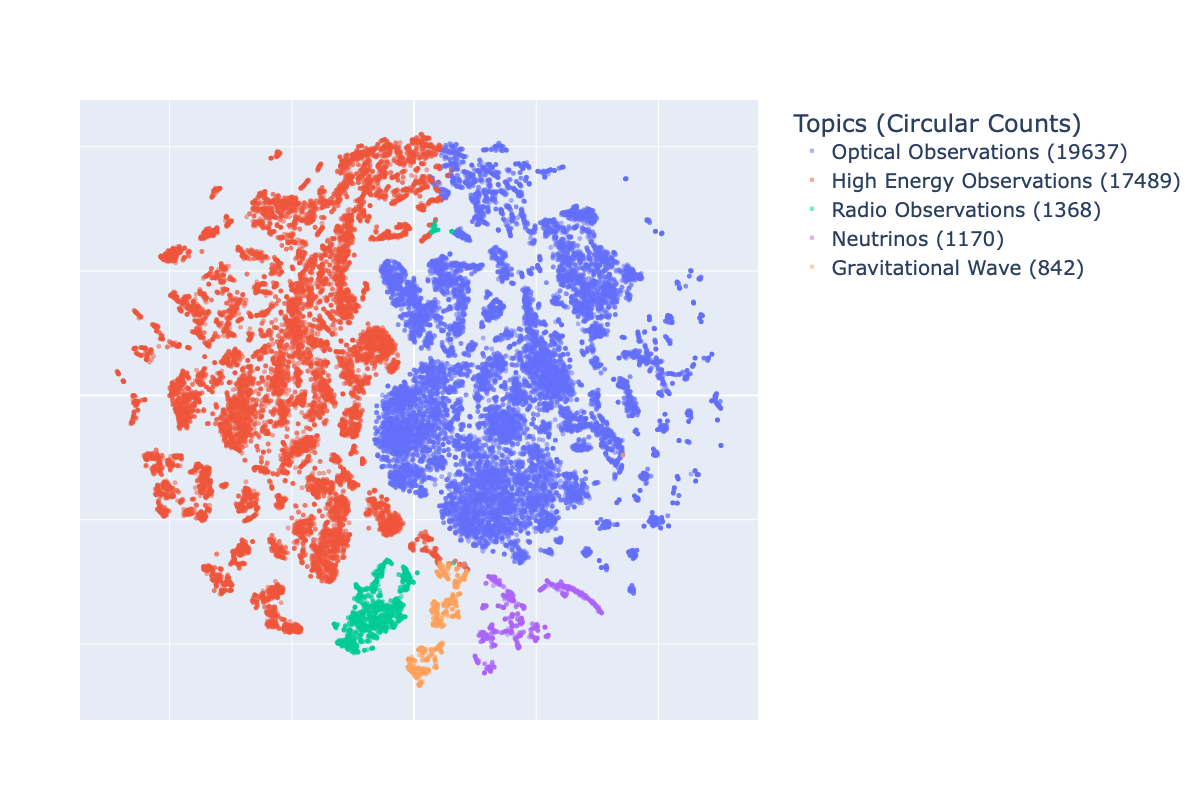 Topics (Circular Counts)
Optical Observations (19637)
High Energy Observations (17489)
Radio Observations (1368)
Neutrinos (1170)
Gravitational Wave (842)